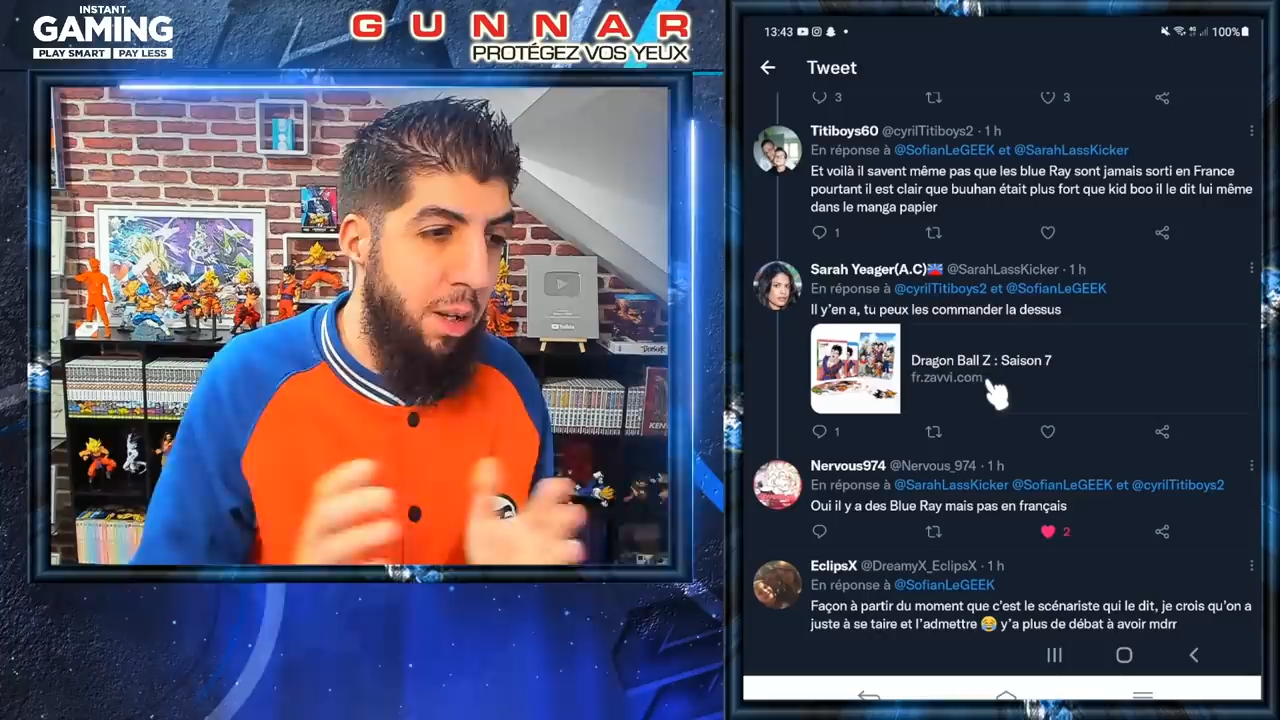 INSTANT
GAMING
PLAY SMART | PAY LESS
GUNNAR
PROTÉGEZ VOS YEUX
YouTube
KEN
13:43
100%
Tweet
3
3
Titiboys60 @cyrilTitiboys2 · 1 h
En réponse à @SofianLeGEEK et @SarahLassKicker
Et voilà il savent même pas que les blue Ray sont jamais sorti en France
pourtant il est clair que buuhan était plus fort que kid boo il le dit lui même
dans le manga papier
1
Sarah Yeager(A.C) @SarahLassKicker · 1 h
En réponse à @cyrilTitiboys2 et @SofianLeGEEK
Il y'en a, tu peux les commander la dessus
Dragon Ball Z : Saison 7
fr.zavvi.com
1
Nervous974 @Nervous_974 · 1 h
En réponse à @SarahLassKicker @SofianLeGEEK et @cyrilTitiboys2
Oui il y a des Blue Ray mais pas en français
2
EclipsX @DreamyX_EclipsX · 1 h
En réponse à @SofianLeGEEK
Façon à partir du moment que c'est le scénariste qui le dit, je crois qu'on a
juste à se taire et l'admettre 😂 y'a plus de débat à avoir mdrr